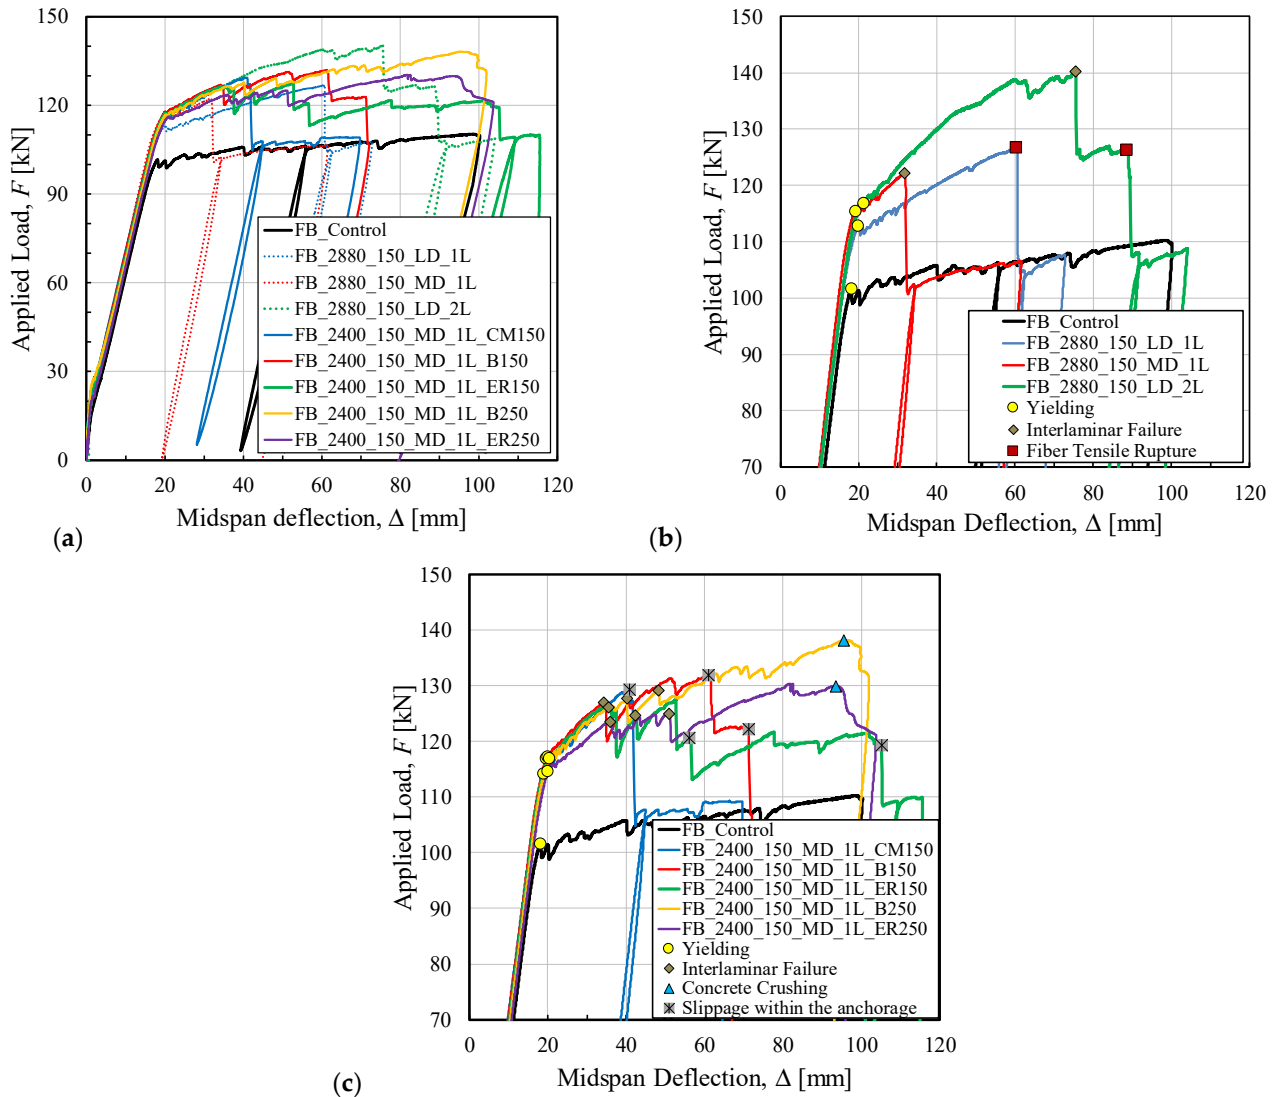 150
120
90
60
30
0
0 20 40 60 80 100 120
Applied Load, F [kN]
Midspan deflection, Δ [mm]
FB_Control
FB_2880_150_LD_1L
FB_2880_150_MD_1L
FB_2880_150_LD_2L
FB_2400_150_MD_1L_CM150
FB_2400_150_MD_1L_B150
FB_2400_150_MD_1L_ER150
FB_2400_150_MD_1L_B250
FB_2400_150_MD_1L_ER250
(a)
150
140
130
120
110
100
90
80
70
0 20 40 60 80 100 120
Applied Load, F [kN]
Midspan Deflection, Δ [mm]
FB_Control
FB_2880_150_LD_1L
FB_2880_150_MD_1L
FB_2880_150_LD_2L
Yielding
Interlaminar Failure
Fiber Tensile Rupture
(b)
150
140
130
120
110
100
90
80
70
0 20 40 60 80 100 120
Applied Load, F [kN]
Midspan Deflection, Δ [mm]
FB_Control
FB_2400_150_MD_1L_CM150
FB_2400_150_MD_1L_B150
FB_2400_150_MD_1L_ER150
FB_2400_150_MD_1L_B250
FB_2400_150_MD_1L_ER250
Yielding
Interlaminar Failure
Concrete Crushing
Slippage within the anchorage
(c)